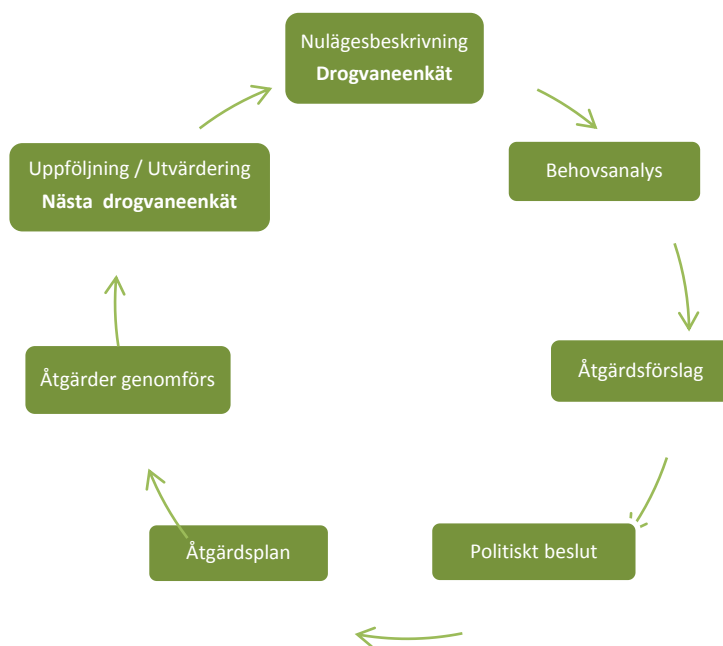 Nulägesbeskrivning
Drogvaneenkät
Behovsanalys
Åtgärdsförslag
Politiskt beslut
Åtgärdsplan
Åtgärder genomförs
Uppföljning / Utvärdering
Nästa drogvaneenkät